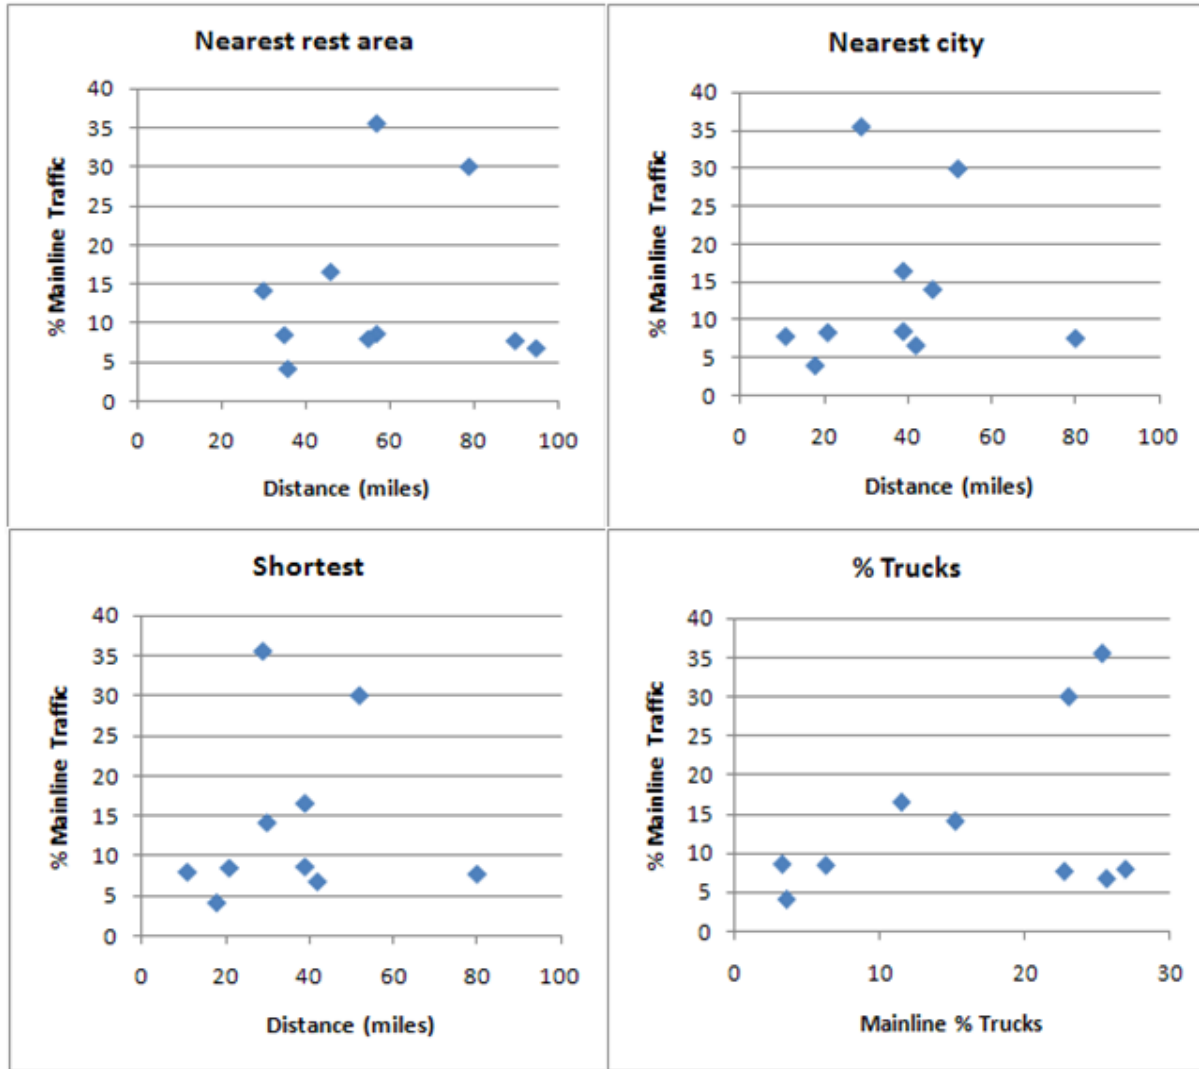 Nearest rest area
% Mainline Traffic
40
35
30
25
20
15
10
5
0
0 20 40 60 80 100
Distance (miles)
Nearest city
% Mainline Traffic
40
35
30
25
20
15
10
5
0
0 20 40 60 80 100
Distance (miles)
Shortest
% Mainline Traffic
40
35
30
25
20
15
10
5
0
0 20 40 60 80 100
Distance (miles)
% Trucks
% Mainline Traffic
40
35
30
25
20
15
10
5
0
0 10 20 30
Mainline % Trucks